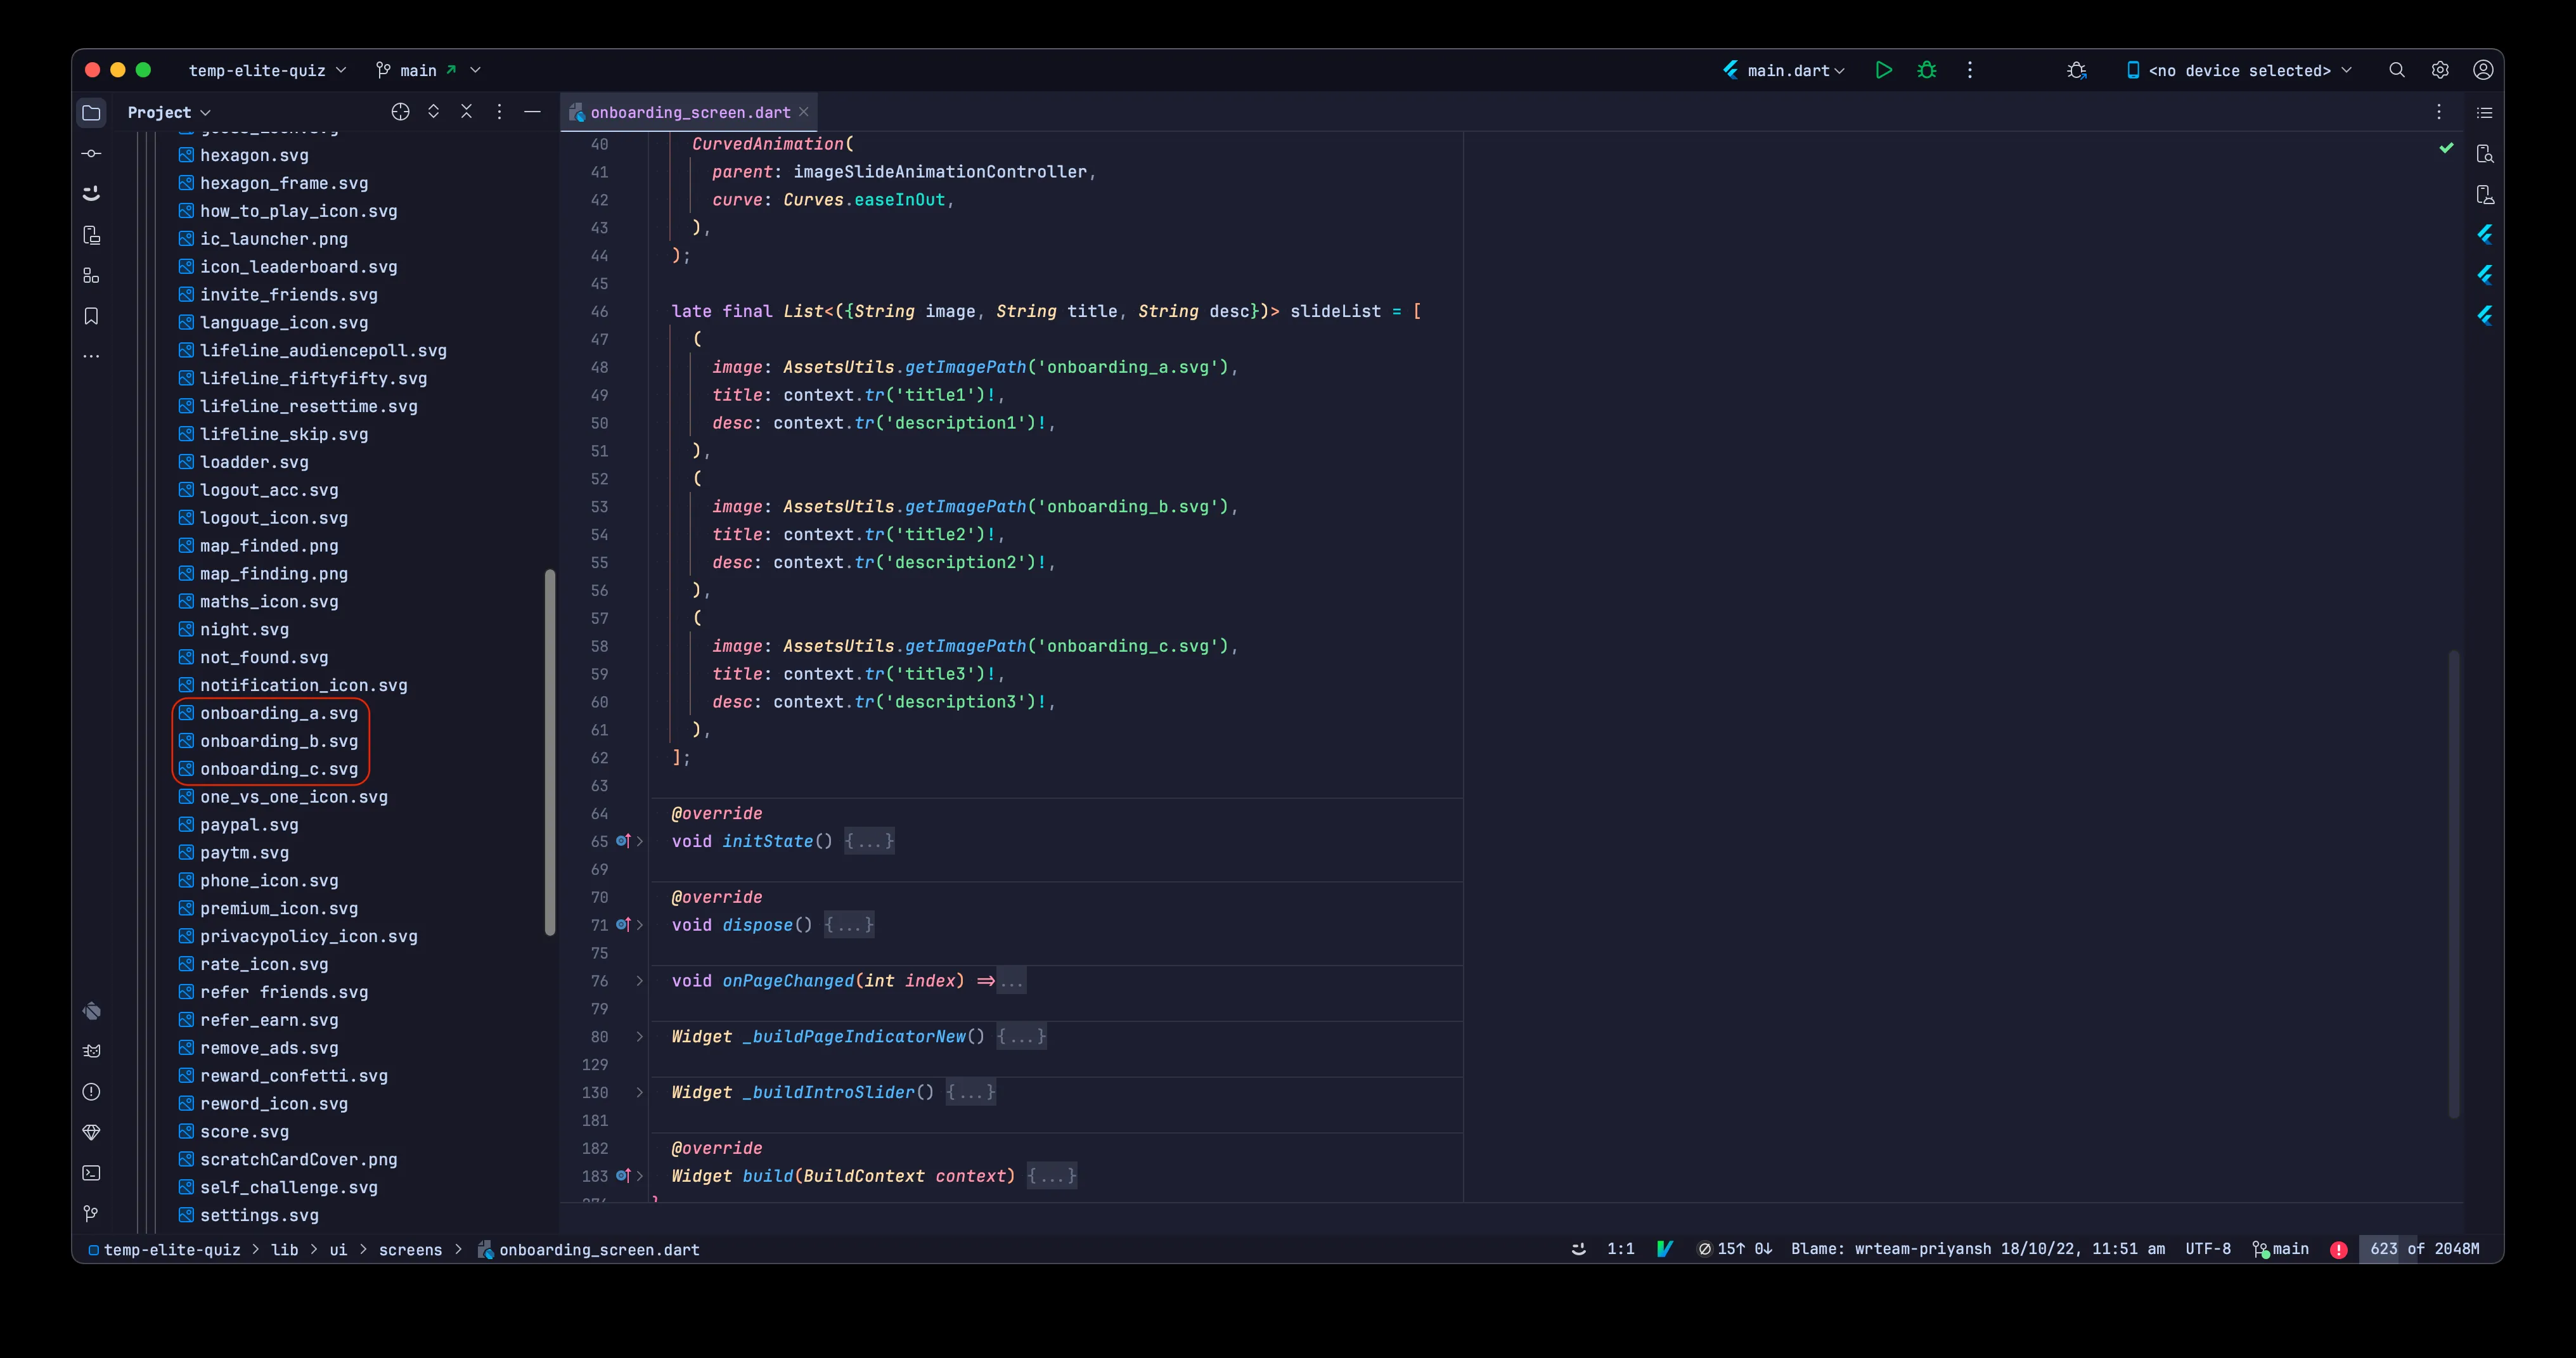 temp-elite-quiz
main
main.dart
<no device selected>
Project
onboarding_screen.dart
hexagon.svg
hexagon_frame.svg
how_to_play_icon.svg
ic_launcher.png
icon_leaderboard.svg
invite_friends.svg
language_icon.svg
lifeline_audiencepoll.svg
lifeline_fiftyfifty.svg
lifeline_resettime.svg
lifeline_skip.svg
loadder.svg
logout_acc.svg
logout_icon.svg
map_finded.png
map_finding.png
maths_icon.svg
night.svg
not_found.svg
notification_icon.svg
onboarding_a.svg
onboarding_b.svg
onboarding_c.svg
one_vs_one_icon.svg
paypal.svg
paytm.svg
phone_icon.svg
premium_icon.svg
privacypolicy_icon.svg
rate_icon.svg
refer friends.svg
refer_earn.svg
remove_ads.svg
reward_confetti.svg
reword_icon.svg
score.svg
scratchCardCover.png
self_challenge.svg
settings.svg
40 CurvedAnimation(
41 parent: imageSlideAnimationController,
42 curve: Curves.easeInOut,
43 ),
44 );
45
46 late final List<({String image, String title, String desc})> slideList = [
47 (
48 image: AssetsUtils.getImagePath('onboarding_a.svg'),
49 title: context.tr('title1')!,
50 desc: context.tr('description1')!,
51 ),
52 (
53 image: AssetsUtils.getImagePath('onboarding_b.svg'),
54 title: context.tr('title2')!,
55 desc: context.tr('description2')!,
56 ),
57 (
58 image: AssetsUtils.getImagePath('onboarding_c.svg'),
59 title: context.tr('title3')!,
60 desc: context.tr('description3')!,
61 ),
62 ];
63
64 @override
65 void initState() {...}
69
70 @override
71 void dispose() {...}
75
76 void onPageChanged(int index) =>...
79
80 Widget _buildPageIndicatorNew() {...}
129
130 Widget _buildIntroSlider() {...}
181
182 @override
183 Widget build(BuildContext context) {...}
temp-elite-quiz > lib > ui > screens > onboarding_screen.dart
1:1
15↑ 0↓
Blame: wrteam-priyansh 18/10/22, 11:51 am
UTF-8
main
623 of 2048M